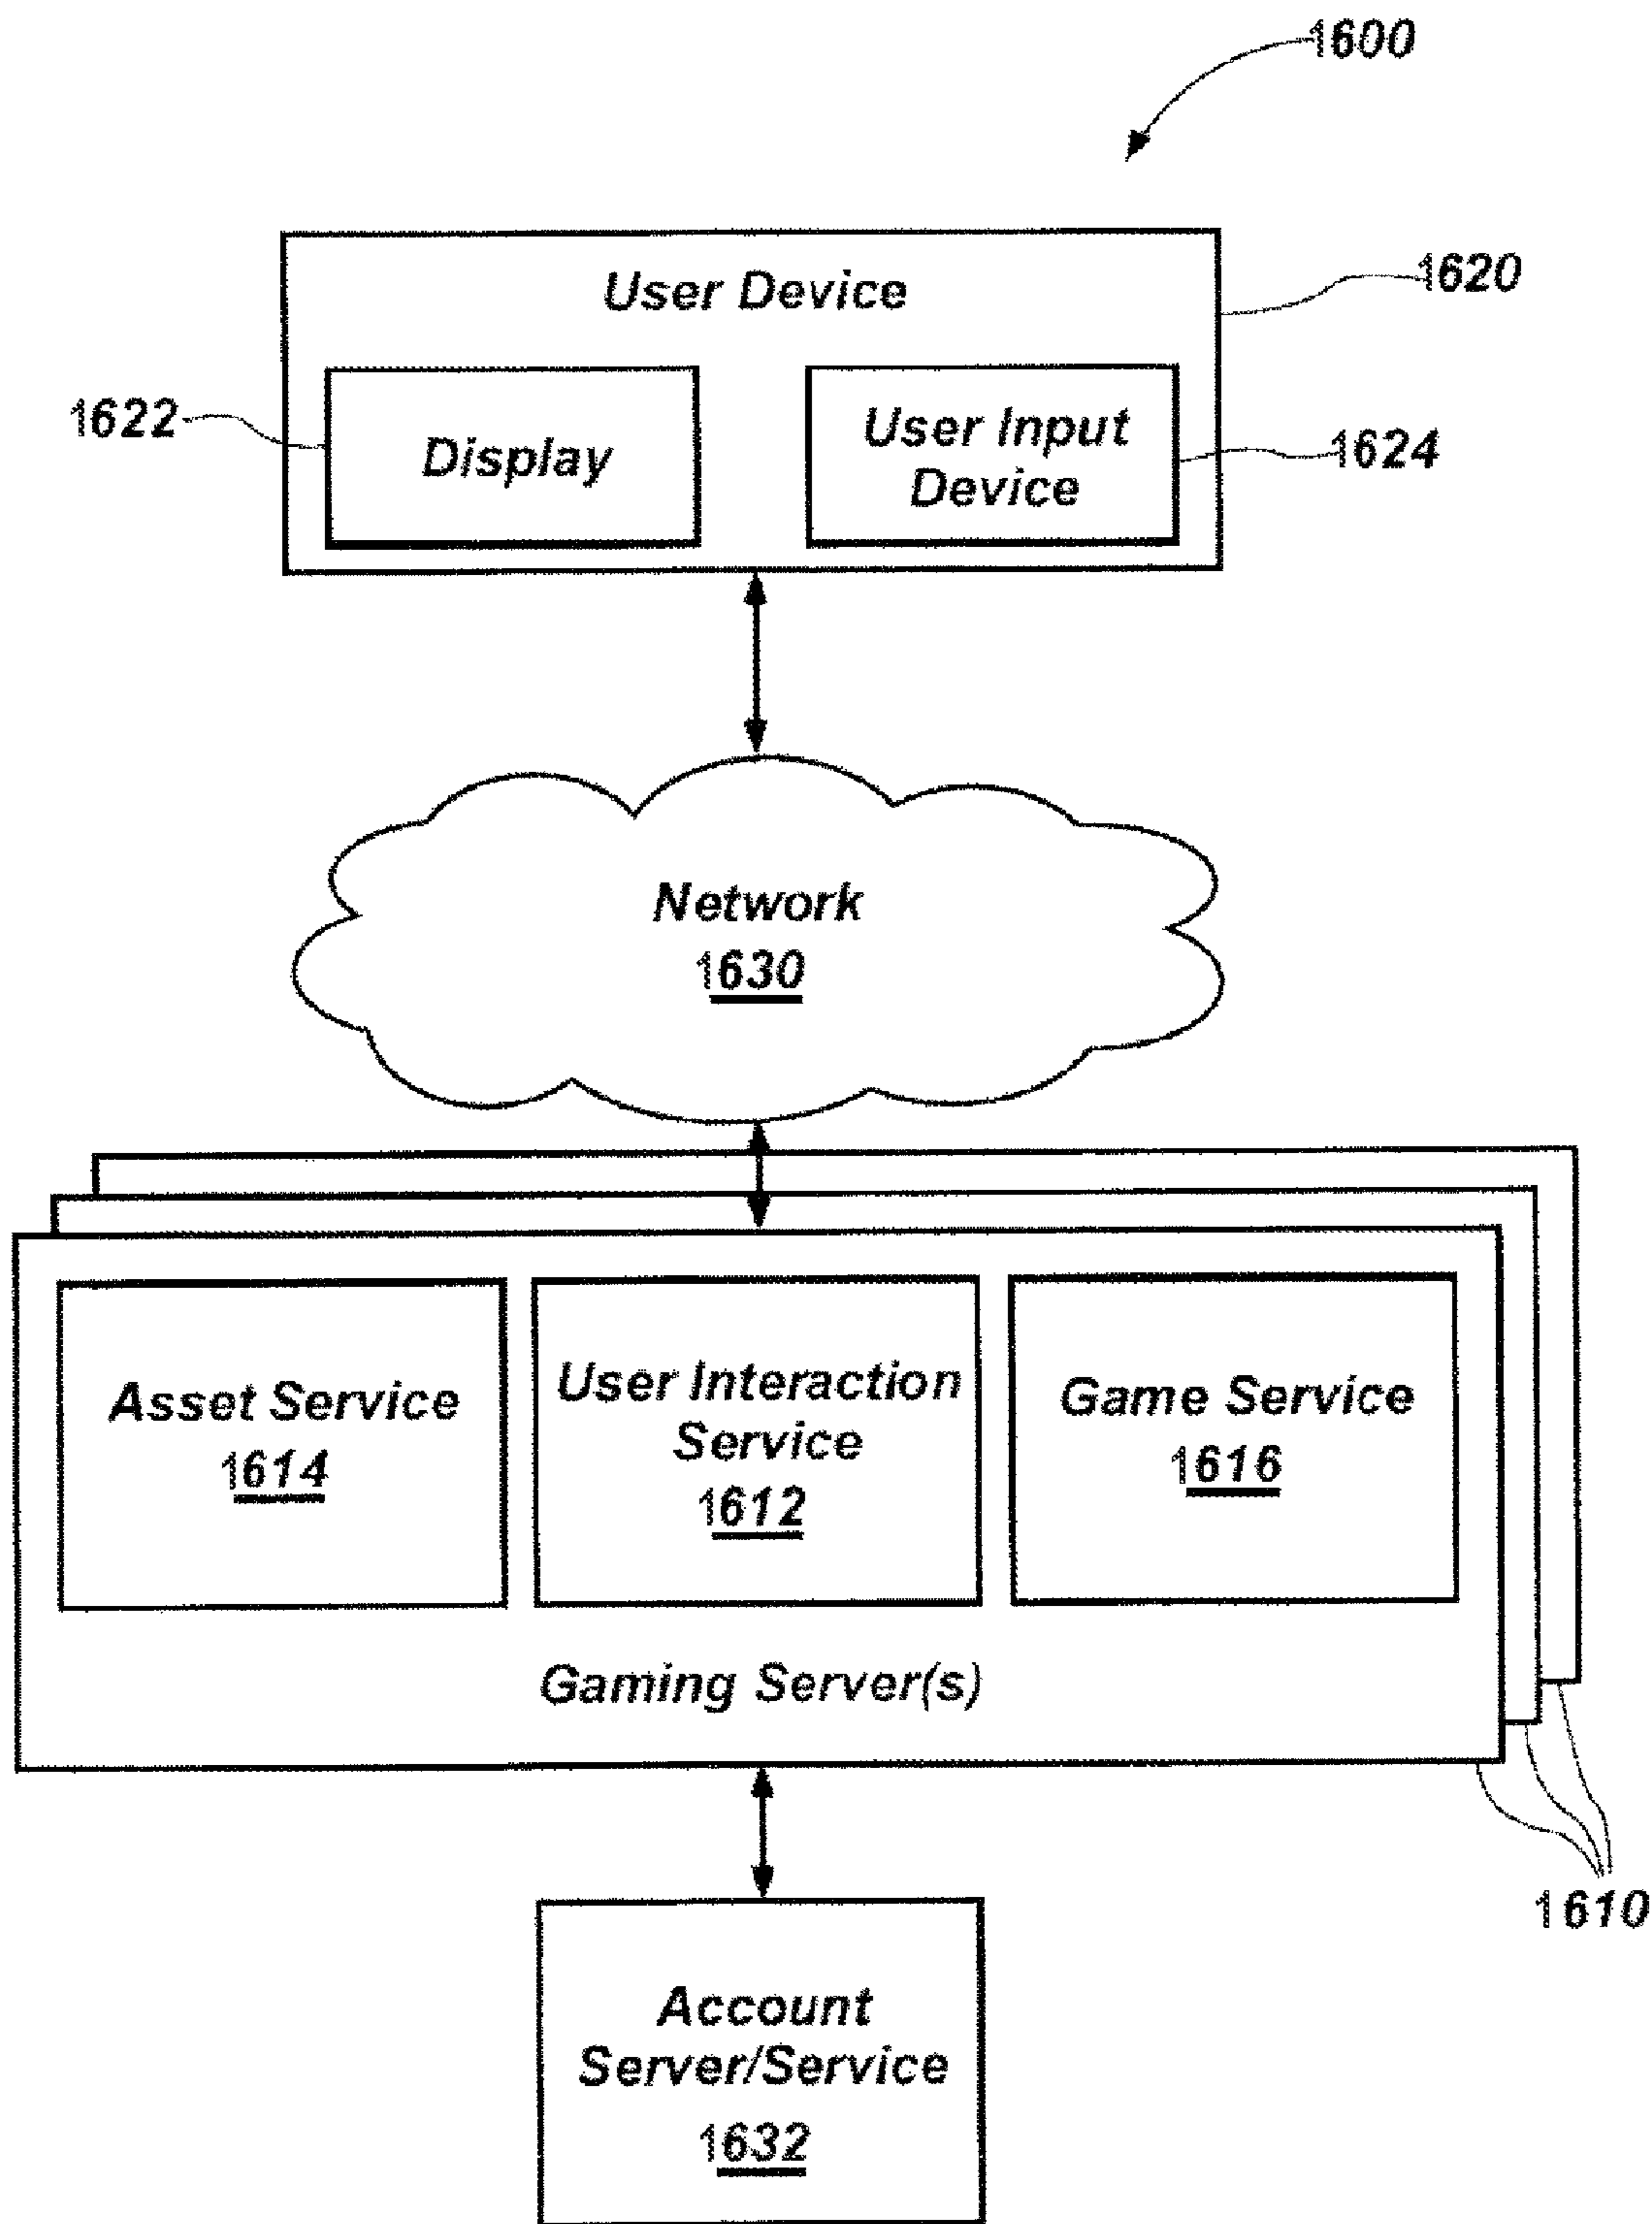 1600
User Device
1620
1622
Display
User Input
Device
1624
Network
1630
Asset Service
1614
User Interaction
Service
1612
Game Service
1616
Gaming Server(s)
1610
Account
Server/Service
1632